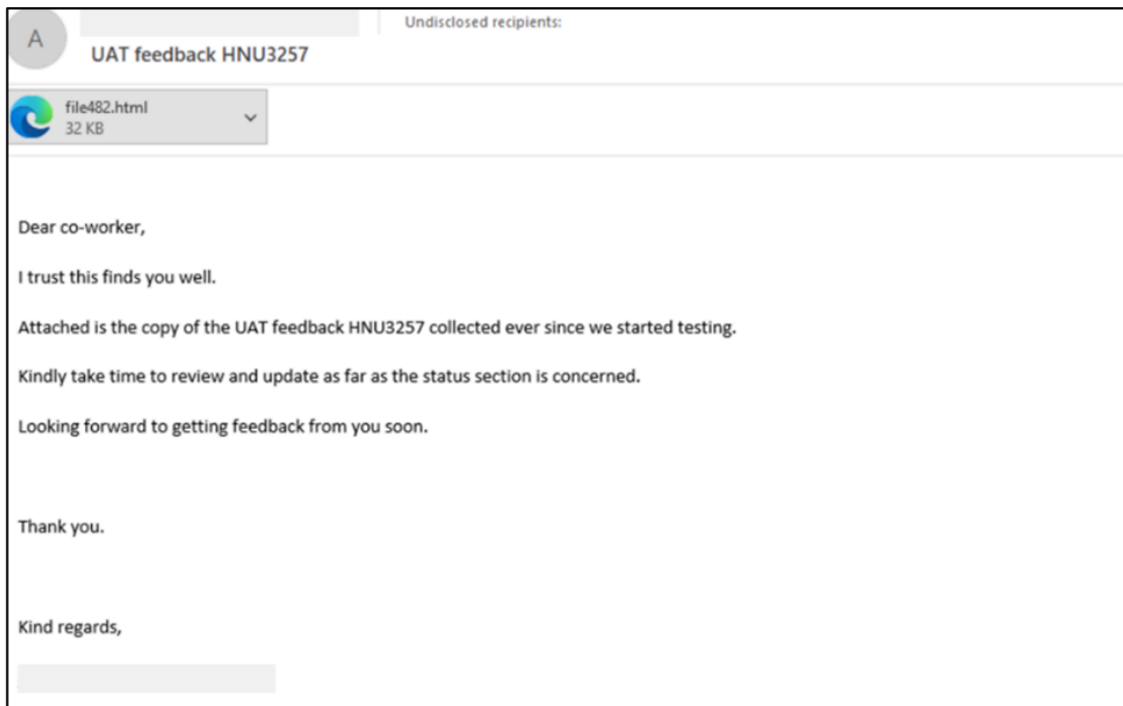 A
Undisclosed recipients:
UAT feedback HNU3257
file482.html
32 KB
Dear co-worker,
I trust this finds you well.
Attached is the copy of the UAT feedback HNU3257 collected ever since we started testing.
Kindly take time to review and update as far as the status section is concerned.
Looking forward to getting feedback from you soon.
Thank you.
Kind regards,